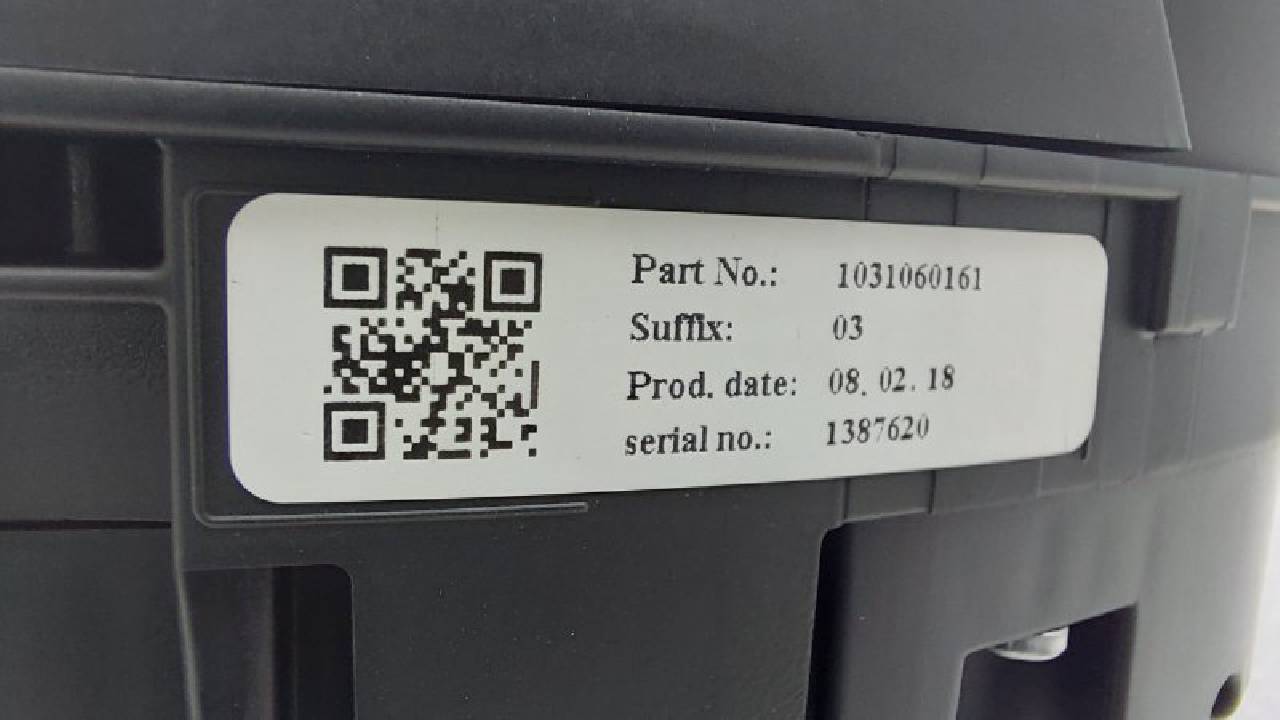 Part No.: 1031060161
Suffix: 03
Prod. date: 08. 02. 18
serial no.: 1387620